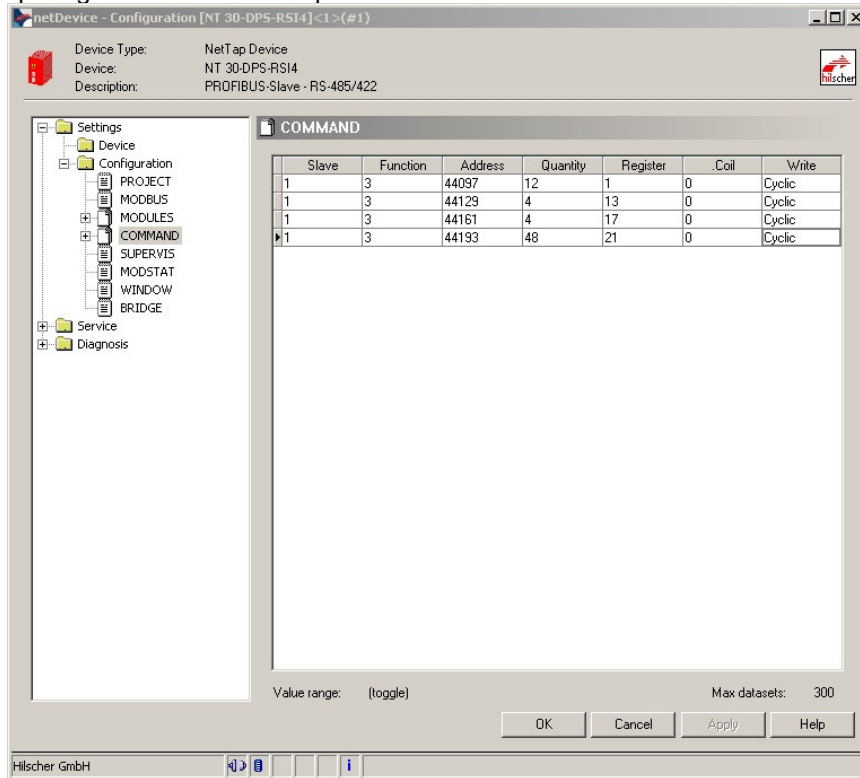 netDevice - Configuration [NT 30-DPS-RSI4]<1>(#1)
Device Type: NetTap Device
Device: NT 30-DPS-RSI4
Description: PROFIBUS-Slave - RS-485/422
hilscher
Settings
Device
Configuration
PROJECT
MODBUS
MODULES
COMMAND
SUPERVIS
MODSTAT
WINDOW
BRIDGE
Service
Diagnosis
COMMAND
Slave Function Address Quantity Register .Coil Write
1 3 44097 12 1 0 Cyclic
1 3 44129 4 13 0 Cyclic
1 3 44161 4 17 0 Cyclic
1 3 44193 48 21 0 Cyclic
Value range: (toggle) Max datasets: 300
OK Cancel Apply Help
Hilscher GmbH